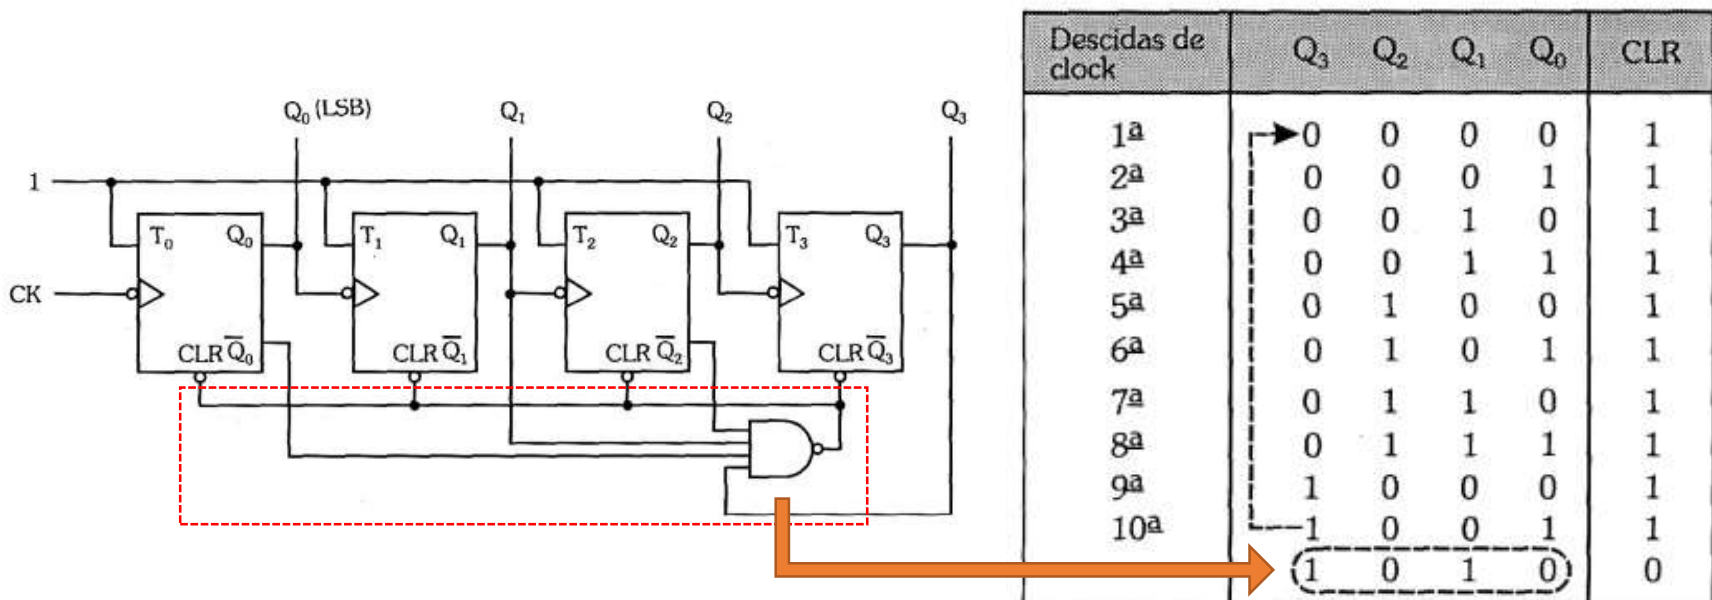 Q₀ (LSB) Q₁ Q₂ Q₃
1
T₀ Q₀ T₁ Q₁ T₂ Q₂ T₃ Q₃
CK
CLR Q̅₀ CLR Q̅₁ CLR Q̅₂ CLR Q̅₃
Descidas de clock Q₃ Q₂ Q₁ Q₀ CLR
1ª 0 0 0 0 1
2ª 0 0 0 1 1
3ª 0 0 1 0 1
4ª 0 0 1 1 1
5ª 0 1 0 0 1
6ª 0 1 0 1 1
7ª 0 1 1 0 1
8ª 0 1 1 1 1
9ª 1 0 0 0 1
10ª 1 0 0 1 1
1 0 1 0 0